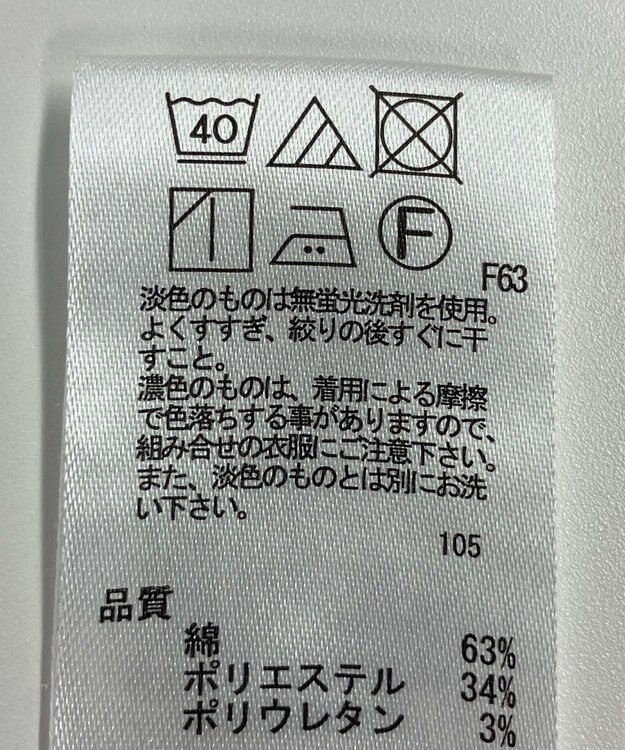 40
F
F63
淡色のものは無蛍光洗剤を使用。
よくすすぎ、絞りの後すぐに干
すこと。
濃色のものは、着用による摩擦
で色落ちする事がありますので、
組み合せの衣服にご注意下さい。
また、淡色のものとは別にお洗
い下さい。
105
品質
綿 63%
ポリエステル 34%
ポリウレタン 3%